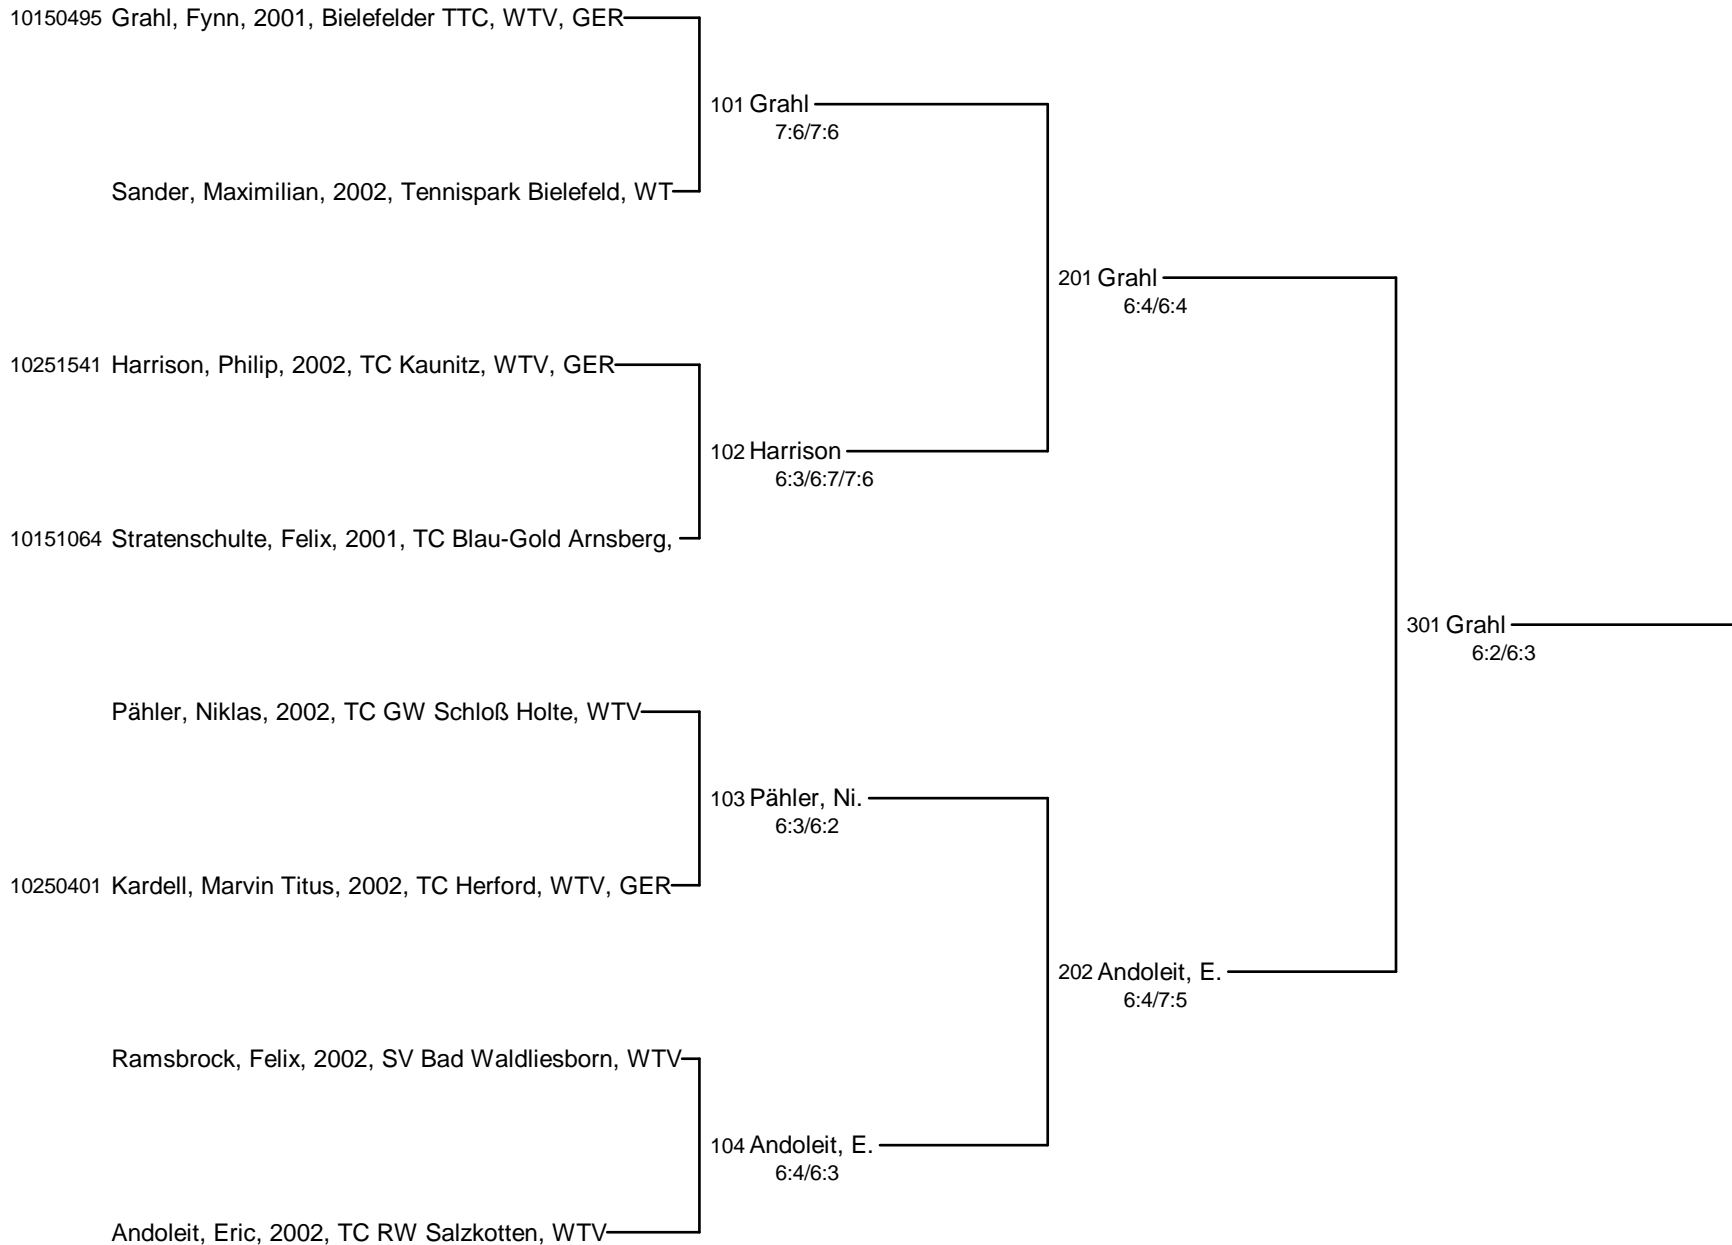 10150495 Grahl, Fynn, 2001, Bielefelder TTC, WTV, GER
101 Grahl
7:6/7:6
Sander, Maximilian, 2002, Tennispark Bielefeld, WT
201 Grahl
6:4/6:4
10251541 Harrison, Philip, 2002, TC Kaunitz, WTV, GER
102 Harrison
6:3/6:7/7:6
10151064 Stratenschulte, Felix, 2001, TC Blau-Gold Arnsberg,
301 Grahl
6:2/6:3
Pähler, Niklas, 2002, TC GW Schloß Holte, WTV
103 Pähler, Ni.
6:3/6:2
10250401 Kardell, Marvin Titus, 2002, TC Herford, WTV, GER
202 Andoleit, E.
6:4/7:5
Ramsbrock, Felix, 2002, SV Bad Waldliesborn, WTV
104 Andoleit, E.
6:4/6:3
Andoleit, Eric, 2002, TC RW Salzkotten, WTV